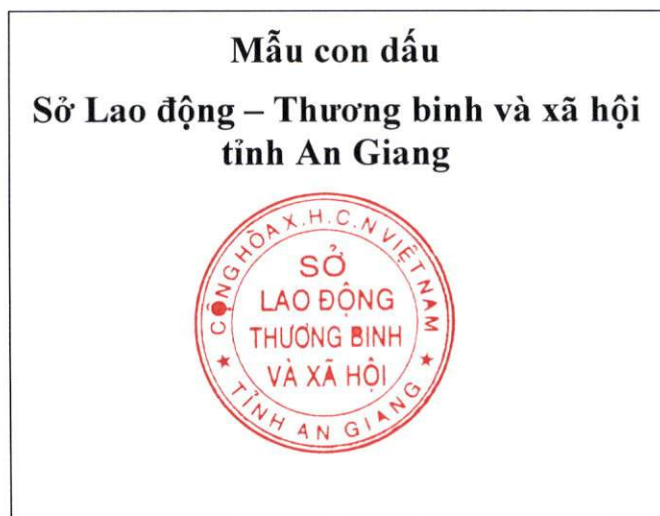 Mẫu con dấu
Sở Lao động – Thương binh và xã hội
tỉnh An Giang
CỘNG HÒA X.H.C.N VIỆT NAM
SỞ
LAO ĐỘNG
THƯƠNG BINH
VÀ XÃ HỘI
★ TỈNH AN GIANG ★